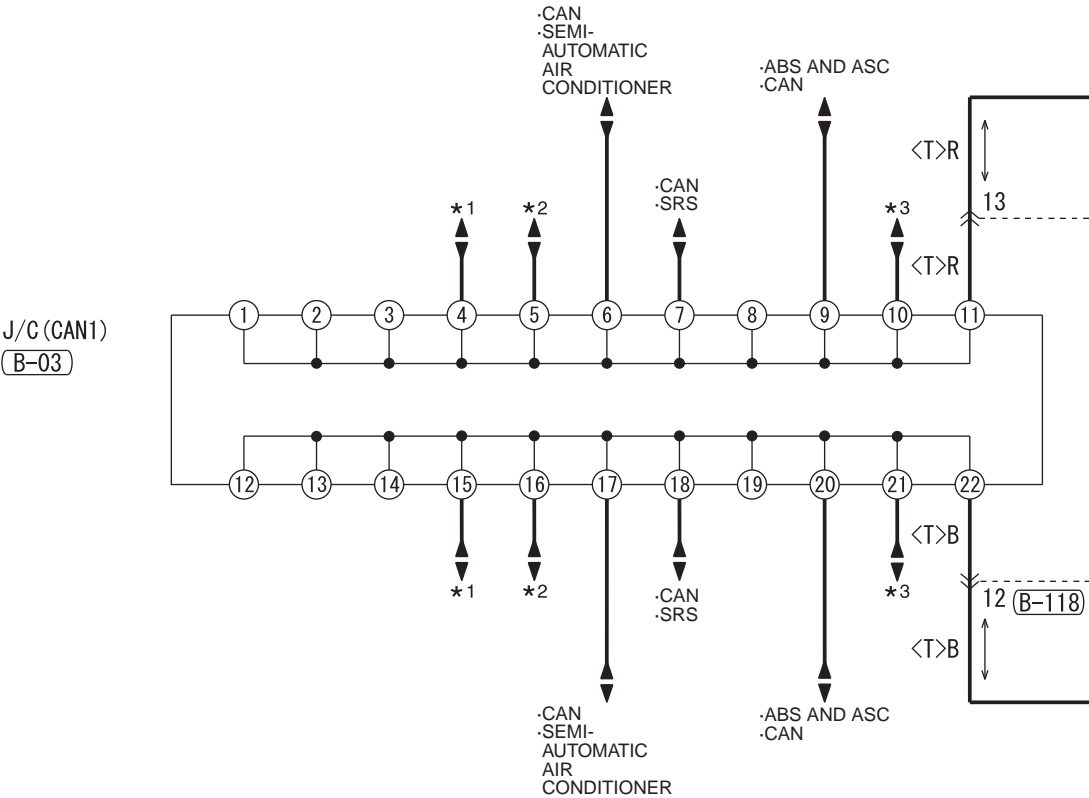 ·CAN
·SEMI-
AUTOMATIC
AIR
CONDITIONER
·ABS AND ASC
·CAN
<T>R
·CAN
·SRS
*1
*2
*3
13
<T>R
J/C(CAN1)
B-03
1 2 3 4 5 6 7 8 9 10 11
12 13 14 15 16 17 18 19 20 21 22
<T>B
*1
*2
·CAN
·SRS
*3
12 B-118
<T>B
·CAN
·SEMI-
AUTOMATIC
AIR
CONDITIONER
·ABS AND ASC
·CAN